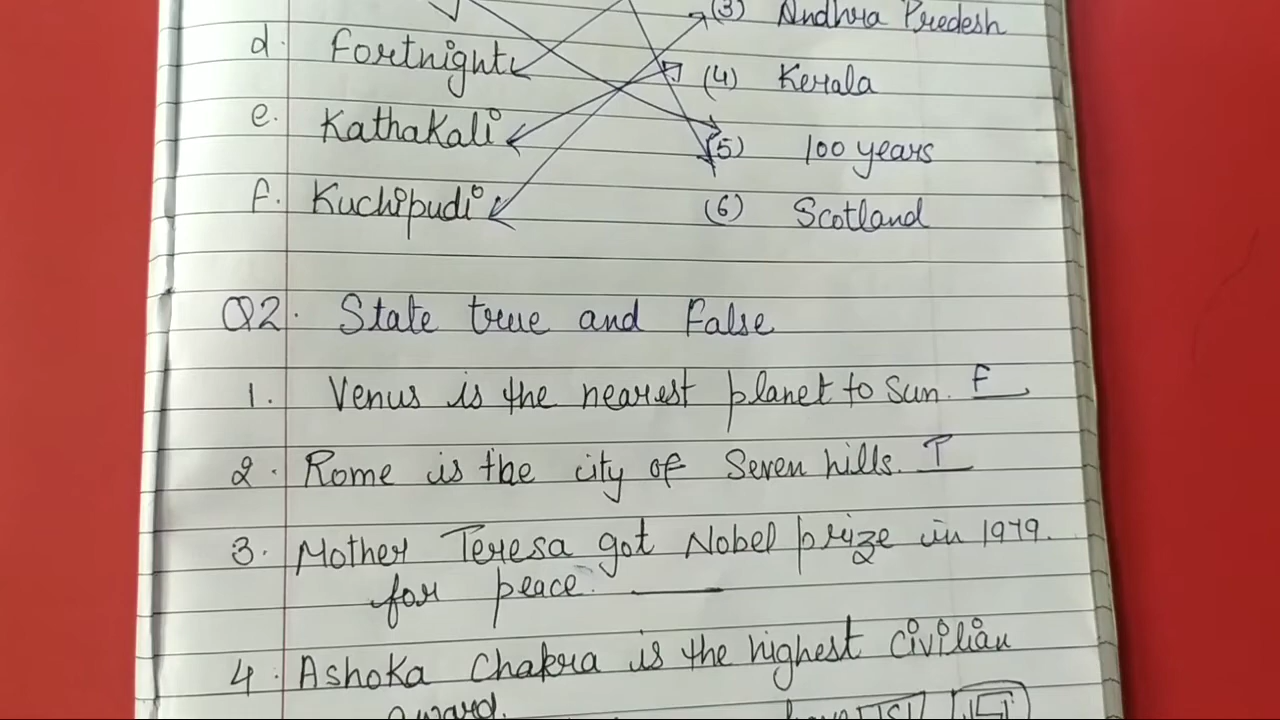 (3) Andhra Predesh
d. Fortnight
(4) Kerala
e. Kathakali
(5) 100 years
f. Kuchipudi
(6) Scotland
Q2. State true and False
1. Venus is the nearest planet to Sun. F
2. Rome is the city of Seven hills. T
3. Mother Teresa got Nobel prize in 1979.
for peace.
4. Ashoka Chakra is the highest Civilian
award.